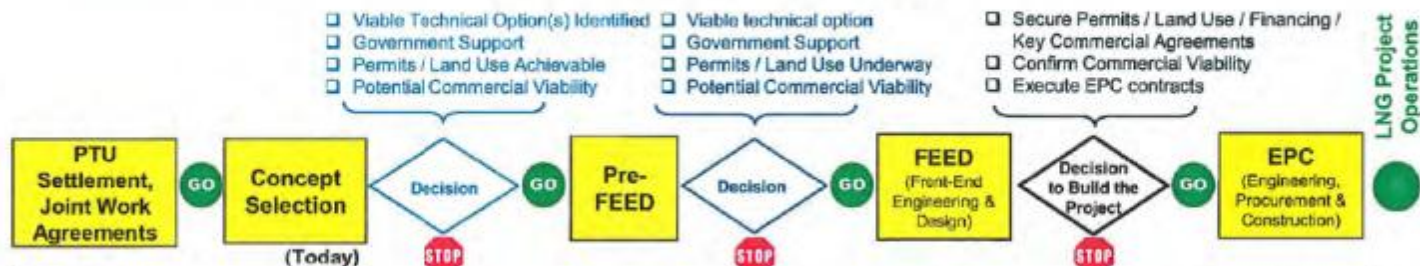 ❑ Viable Technical Option(s) Identified
❑ Government Support
❑ Permits / Land Use Achievable
❑ Potential Commercial Viability
❑ Viable technical option
❑ Government Support
❑ Permits / Land Use Underway
❑ Potential Commercial Viability
❑ Secure Permits / Land Use / Financing /
Key Commercial Agreements
❑ Confirm Commercial Viability
❑ Execute EPC contracts
LNG Project
Operations
PTU
Settlement,
Joint Work
Agreements
GO
Concept
Selection
(Today)
Decision
STOP
GO
Pre-
FEED
Decision
STOP
GO
FEED
(Front-End
Engineering &
Design)
Decision
to Build the
Project
STOP
GO
EPC
(Engineering,
Procurement &
Construction)